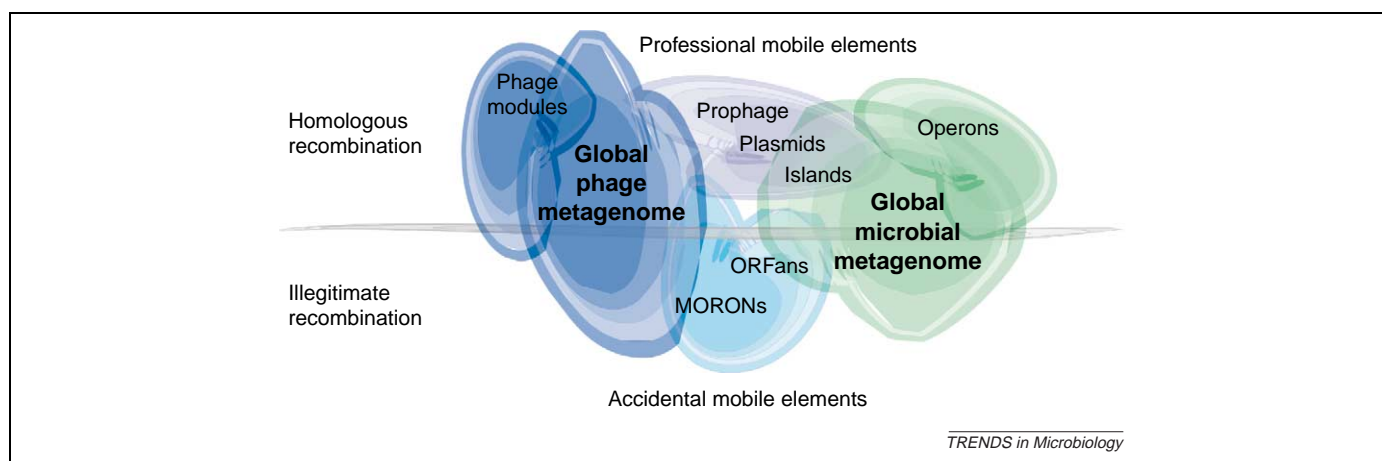 Professional mobile elements
Phage
modules
Homologous
recombination
Prophage
Plasmids
Islands
Operons
Global
phage
metagenome
Global
microbial
metagenome
ORFans
MORONs
Illegitimate
recombination
Accidental mobile elements
TRENDS in Microbiology